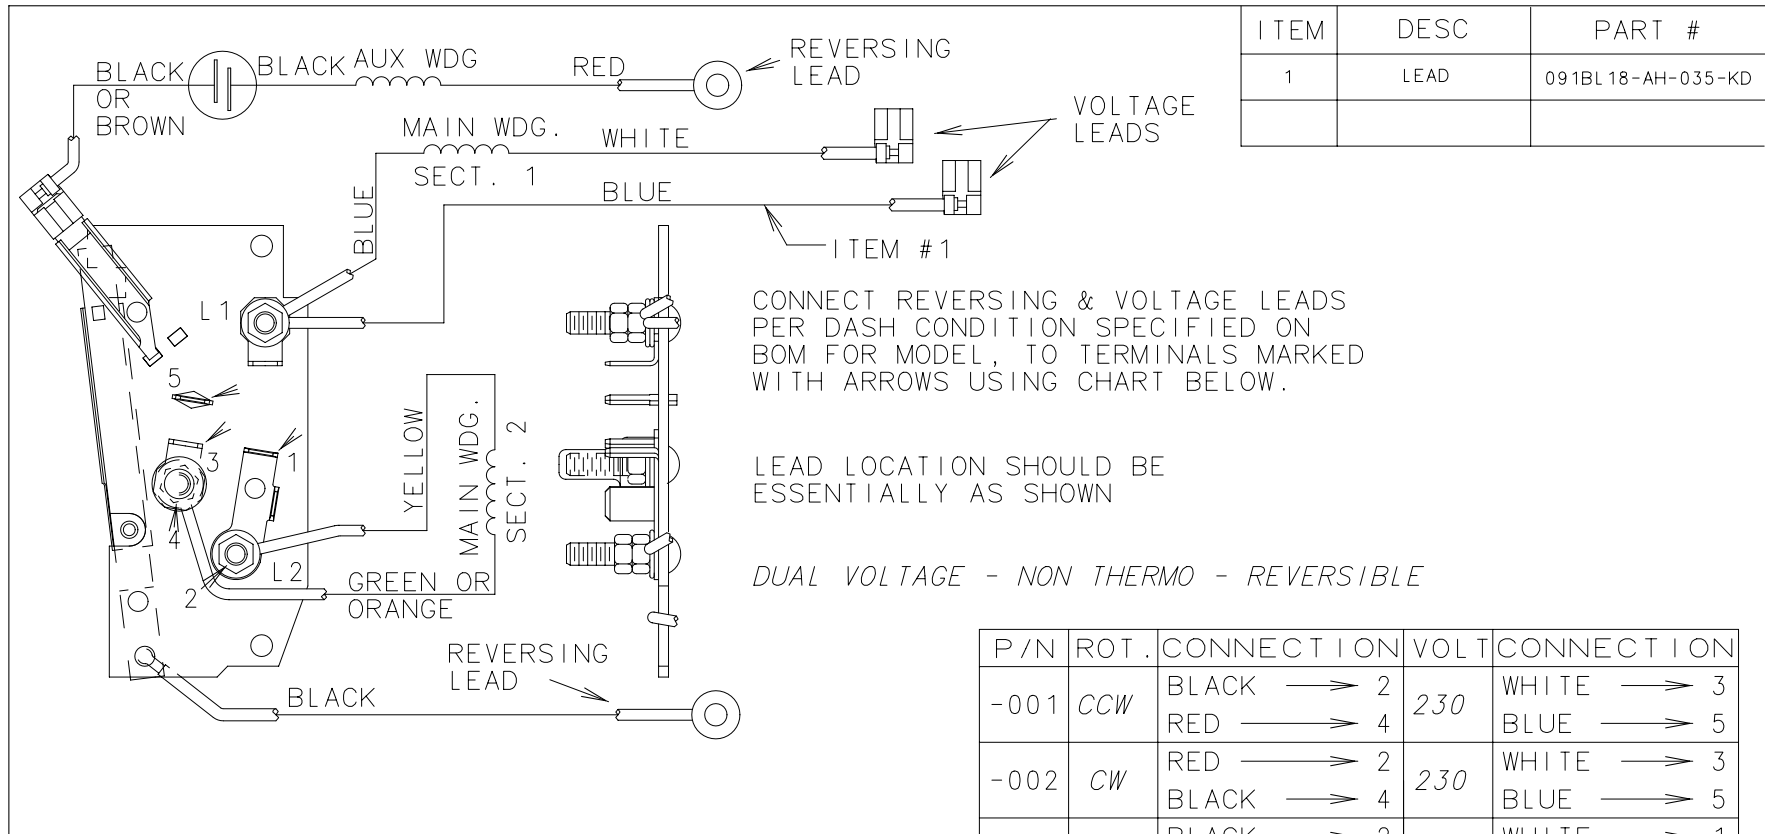 ITEM DESC PART #
1 LEAD 091BL18-AH-035-KD
BLACK
OR
BROWN
BLACK
AUX WDG
RED
REVERSING
LEAD
MAIN WDG.
SECT. 1
WHITE
VOLTAGE
LEADS
BLUE
BLUE
ITEM #1
L1
CONNECT REVERSING & VOLTAGE LEADS
PER DASH CONDITION SPECIFIED ON
BOM FOR MODEL, TO TERMINALS MARKED
WITH ARROWS USING CHART BELOW.
5
3
1
4
2
L2
YELLOW
MAIN WDG.
SECT. 2
GREEN OR
ORANGE
LEAD LOCATION SHOULD BE
ESSENTIALLY AS SHOWN
DUAL VOLTAGE - NON THERMO - REVERSIBLE
REVERSING
LEAD
BLACK
P/N ROT. CONNECTION VOLT CONNECTION
-001 CCW BLACK → 2 230 WHITE → 3
RED → 4 BLUE → 5
-002 CW RED → 2 230 WHITE → 3
BLACK → 4 BLUE → 5
BLACK → 2 WHITE → 1